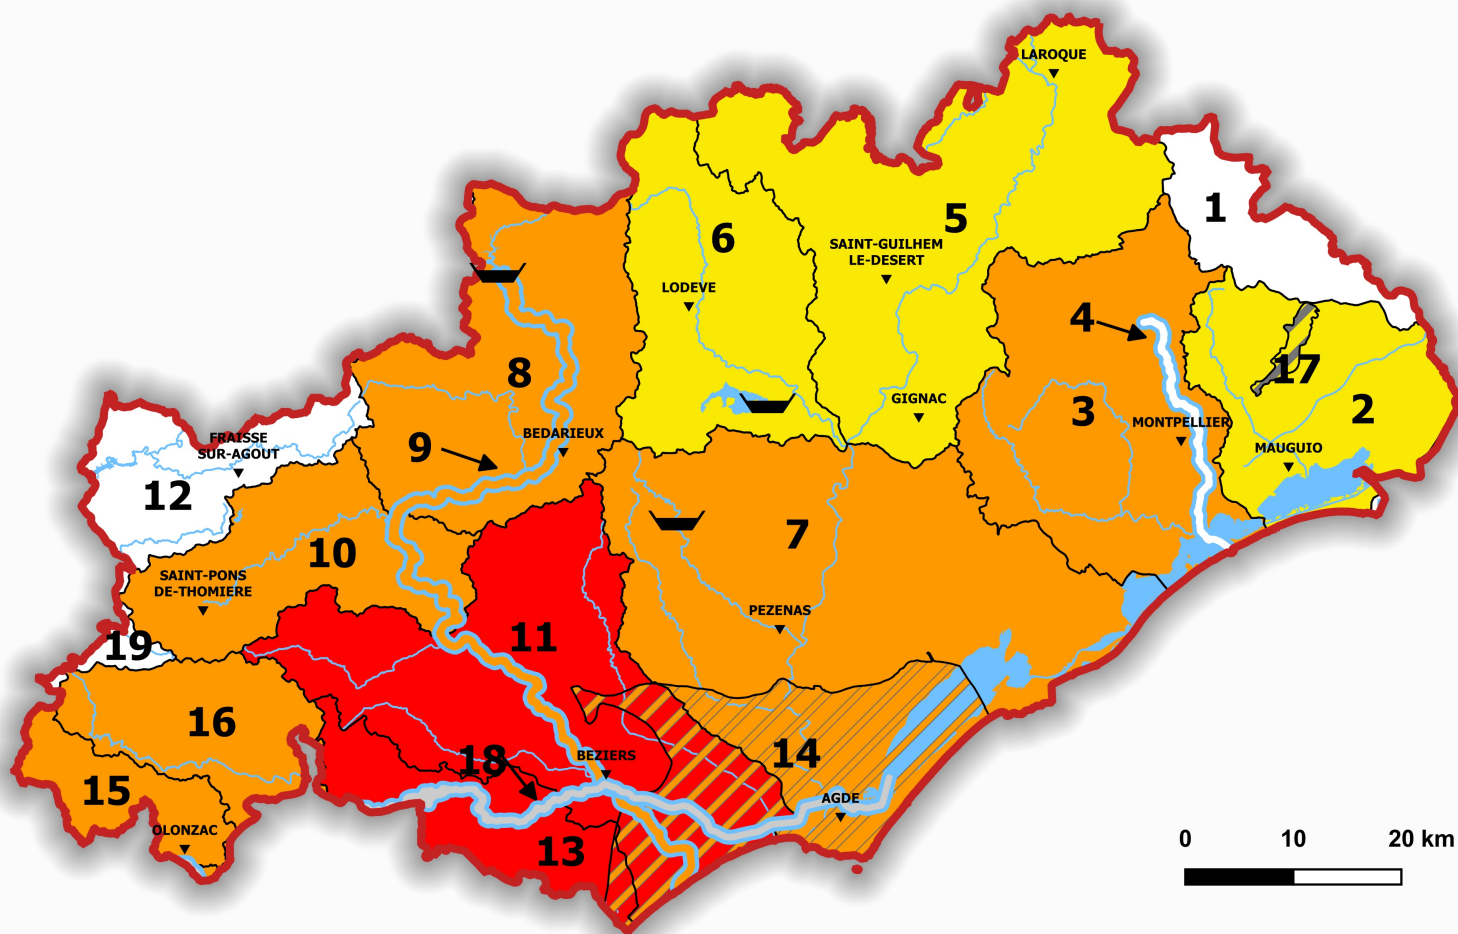 LAROQUE
1
5
6
SAINT-GUILHEM
LE-DESERT
LODEVE
4
17
8
GIGNAC
3
2
MONTPELLIER
BEDARIEUX
9
FRAISSE
SUR-AGOUT
MAUGUIO
12
7
10
SAINT-PONS
DE-THOMIERE
PEZENAS
11
19
16
14
18
BEZIERS
15
AGDE
OLONZAC
13
0 10 20 km